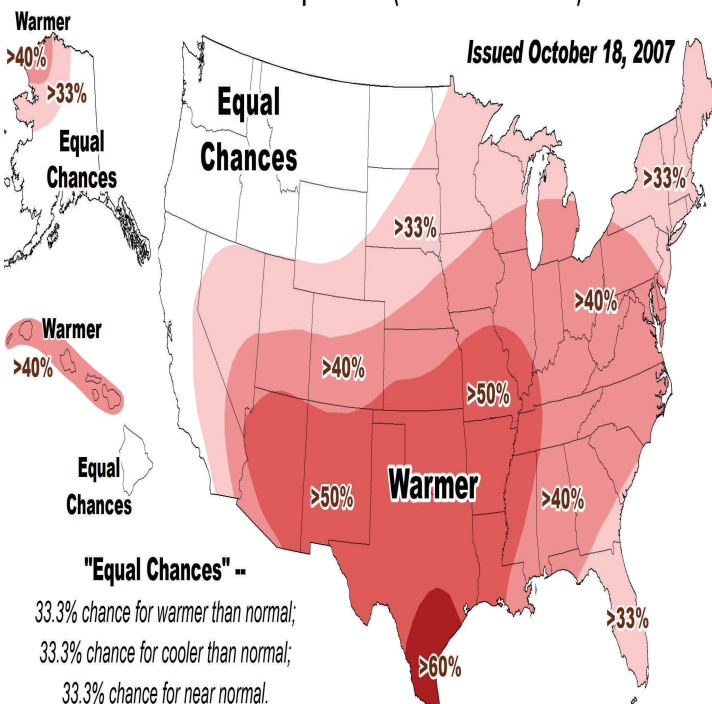 Issued October 18, 2007
Warmer
>40%
>33%
Equal
Chances
Equal
Chances
>33%
>33%
>40%
Warmer
>40%
>40%
>50%
Equal
Chances
>50%
Warmer
>40%
"Equal Chances" --
33.3% chance for warmer than normal;
33.3% chance for cooler than normal;
33.3% chance for near normal.
>33%
>60%